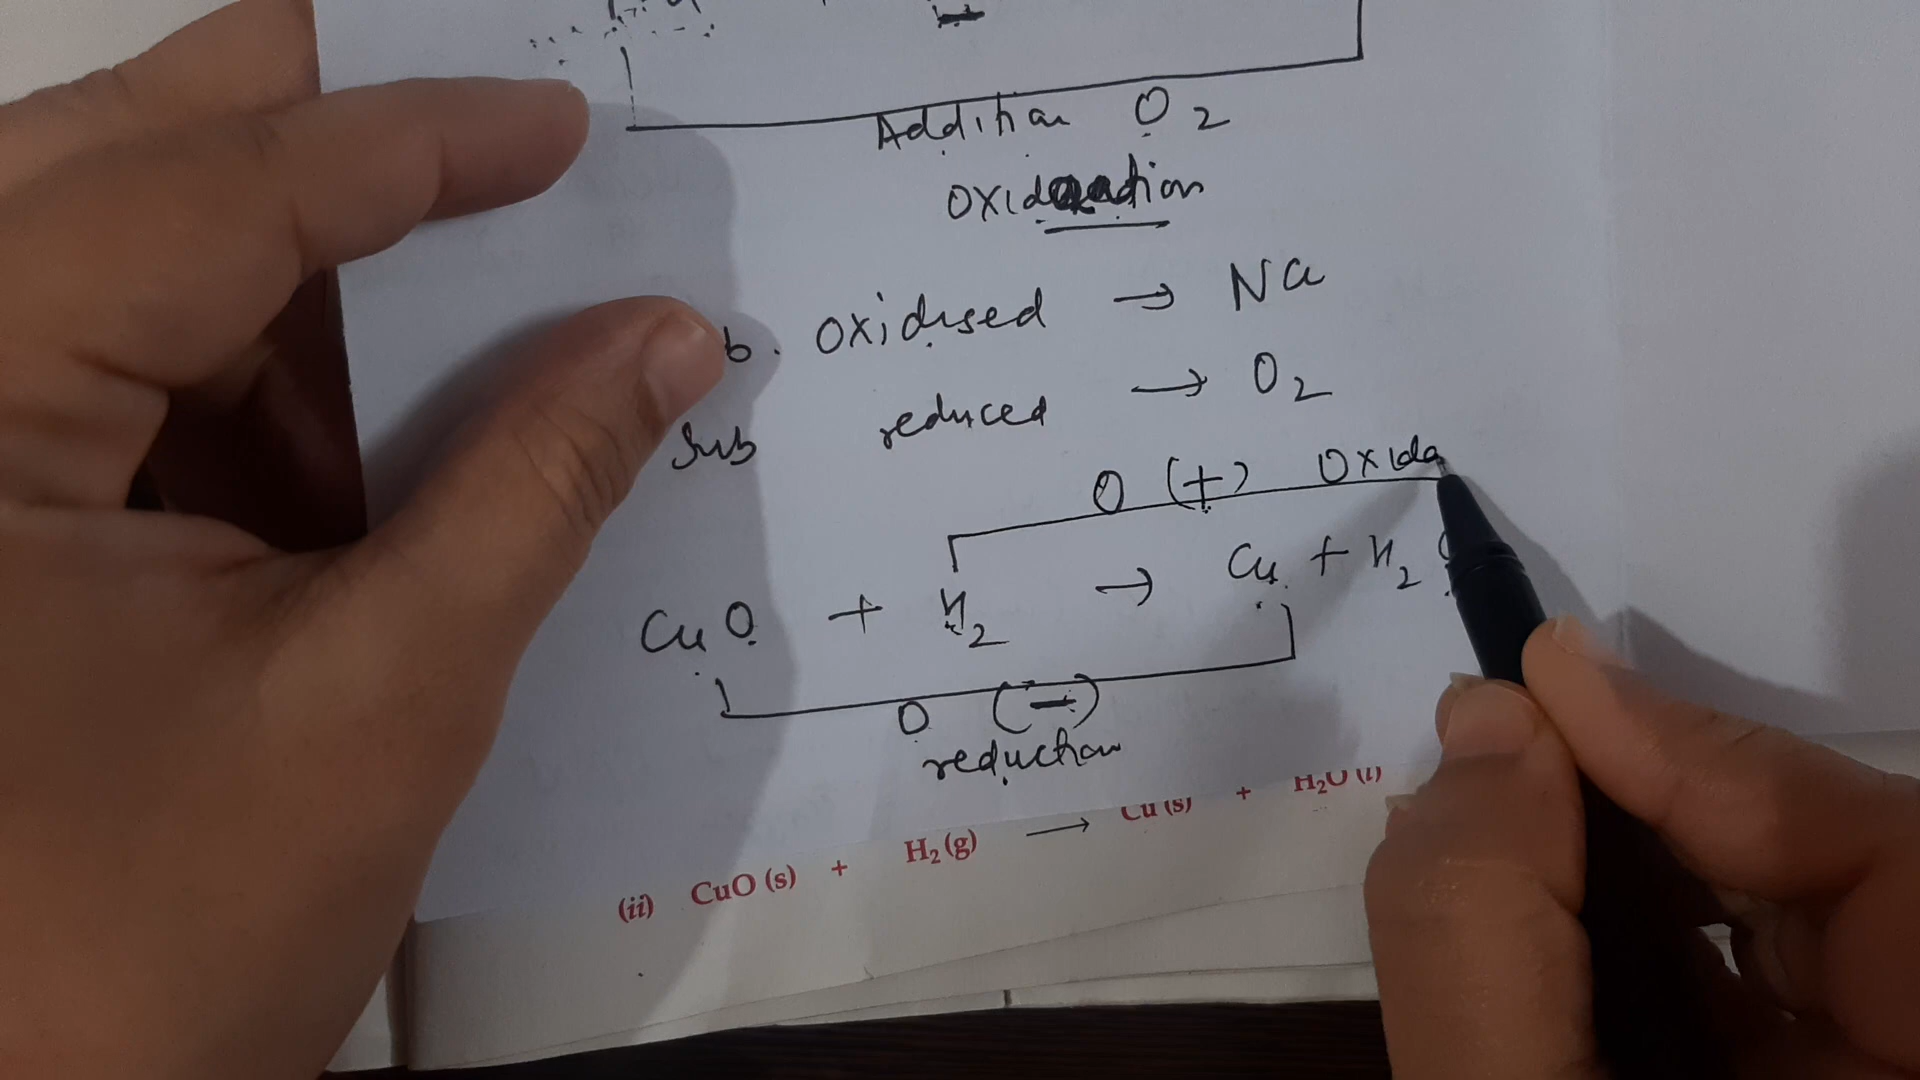 Addition O2
Oxidation
b. Oxidised → Na
Sub reduced → O2
O (+) Oxida
CuO + H2 → Cu + H2
O (-)
reduction
(ii) CuO (s) + H₂ (g) ⟶ Cu (s) + H₂O (l)